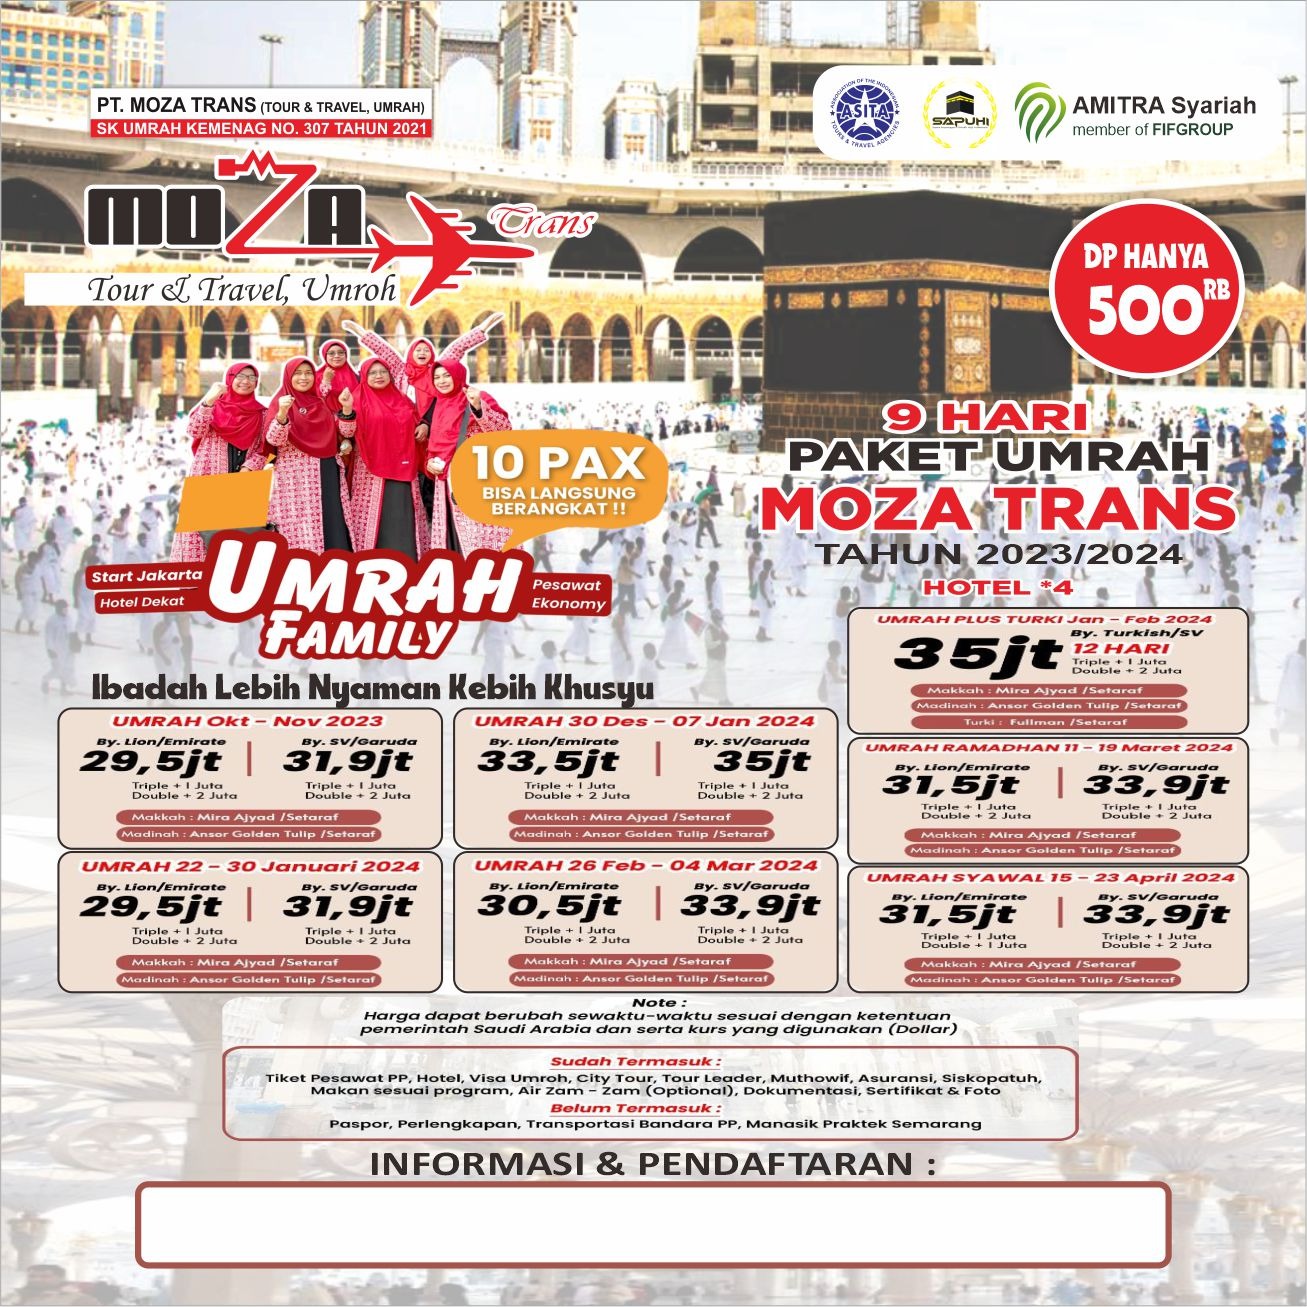 PT. MOZA TRANS (TOUR & TRAVEL, UMRAH)
SK UMRAH KEMENAG NO. 307 TAHUN 2021
MOZA Trans
Tour & Travel, Umroh
ASSOCIATION OF THE INDONESIAN
ASITA
TOURS & TRAVEL AGENCIES
SAPUHI
AMITRA Syariah
member of FIFGROUP
DP HANYA
500 RB
10 PAX
BISA LANGSUNG
BERANGKAT !!
Start Jakarta
Hotel Dekat
UMRAH
FAMILY
Pesawat
Ekonomy
Ibadah Lebih Nyaman Kebih Khusyu
9 HARI
PAKET UMRAH
MOZA TRANS
TAHUN 2023/2024
HOTEL *4
UMRAH PLUS TURKI Jan - Feb 2024
35jt
By. Turkish/SV
12 HARI
Triple + 1 Juta
Double + 2 Juta
Makkah : Mira Ajyad /Setaraf
Madinah : Ansor Golden Tulip /Setaraf
Turki : Fullman /Setaraf
UMRAH Okt - Nov 2023
By. Lion/Emirate | By. SV/Garuda
29,5jt | 31,9jt
Triple + 1 Juta Triple + 1 Juta
Double + 2 Juta Double + 2 Juta
Makkah : Mira Ajyad /Setaraf
Madinah : Ansor Golden Tulip /Setaraf
UMRAH 30 Des - 07 Jan 2024
By. Lion/Emirate | By. SV/Garuda
33,5jt | 35jt
Triple + 1 Juta Triple + 1 Juta
Double + 2 Juta Double + 2 Juta
Makkah : Mira Ajyad /Setaraf
Madinah : Ansor Golden Tulip /Setaraf
UMRAH RAMADHAN 11 - 19 Maret 2024
By. Lion/Emirate | By. SV/Garuda
31,5jt | 33,9jt
Triple + 1 Juta Triple + 1 Juta
Double + 2 Juta Double + 2 Juta
Makkah : Mira Ajyad /Setaraf
Madinah : Ansor Golden Tulip /Setaraf
UMRAH 22 - 30 Januari 2024
By. Lion/Emirate | By. SV/Garuda
29,5jt | 31,9jt
Triple + 1 Juta Triple + 1 Juta
Double + 2 Juta Double + 2 Juta
Makkah : Mira Ajyad /Setaraf
Madinah : Ansor Golden Tulip /Setaraf
UMRAH 26 Feb - 04 Mar 2024
By. Lion/Emirate | By. SV/Garuda
30,5jt | 33,9jt
Triple + 1 Juta Triple + 1 Juta
Double + 2 Juta Double + 2 Juta
Makkah : Mira Ajyad /Setaraf
Madinah : Ansor Golden Tulip /Setaraf
UMRAH SYAWAL 15 - 23 April 2024
By. Lion/Emirate | By. SV/Garuda
31,5jt | 33,9jt
Triple + 1 Juta Triple + 1 Juta
Double + 1 Juta Double + 2 Juta
Makkah : Mira Ajyad /Setaraf
Madinah : Ansor Golden Tulip /Setaraf
Note :
Harga dapat berubah sewaktu-waktu sesuai dengan ketentuan
pemerintah Saudi Arabia dan serta kurs yang digunakan (Dollar)
Sudah Termasuk :
Tiket Pesawat PP, Hotel, Visa Umroh, City Tour, Tour Leader, Muthowif, Asuransi, Siskopatuh,
Makan sesuai program, Air Zam - Zam (Optional), Dokumentasi, Sertifikat & Foto
Belum Termasuk :
Paspor, Perlengkapan, Transportasi Bandara PP, Manasik Praktek Semarang
INFORMASI & PENDAFTARAN :